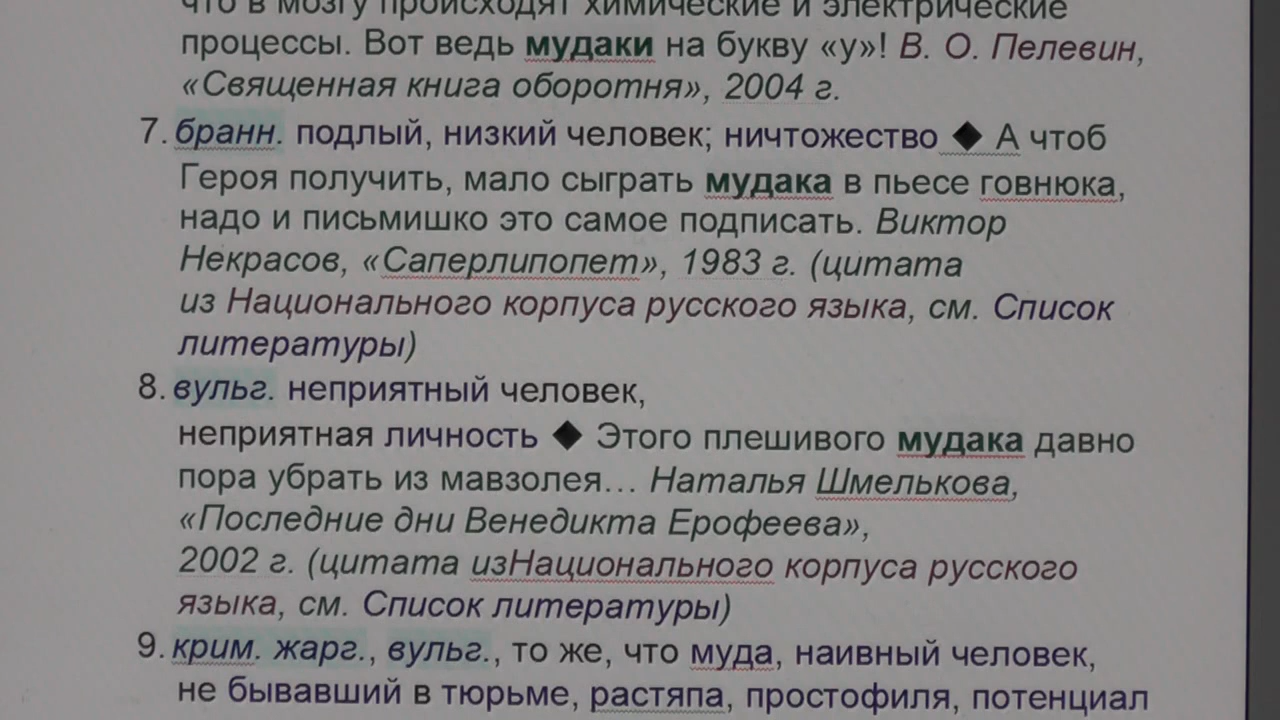 что в мозгу происходят химические и электрические
процессы. Вот ведь мудаки на букву «у»! В. О. Пелевин,
«Священная книга оборотня», 2004 г.
7. бранн. подлый, низкий человек; ничтожество ◆ А чтоб
Героя получить, мало сыграть мудака в пьесе говнюка,
надо и письмишко это самое подписать. Виктор
Некрасов, «Саперлипопет», 1983 г. (цитата
из Национального корпуса русского языка, см. Список
литературы)
8. вульг. неприятный человек,
неприятная личность ◆ Этого плешивого мудака давно
пора убрать из мавзолея… Наталья Шмелькова,
«Последние дни Венедикта Ерофеева»,
2002 г. (цитата изНационального корпуса русского
языка, см. Список литературы)
9. крим. жарг., вульг., то же, что муда, наивный человек,
не бывавший в тюрьме, растяпа, простофиля, потенциал